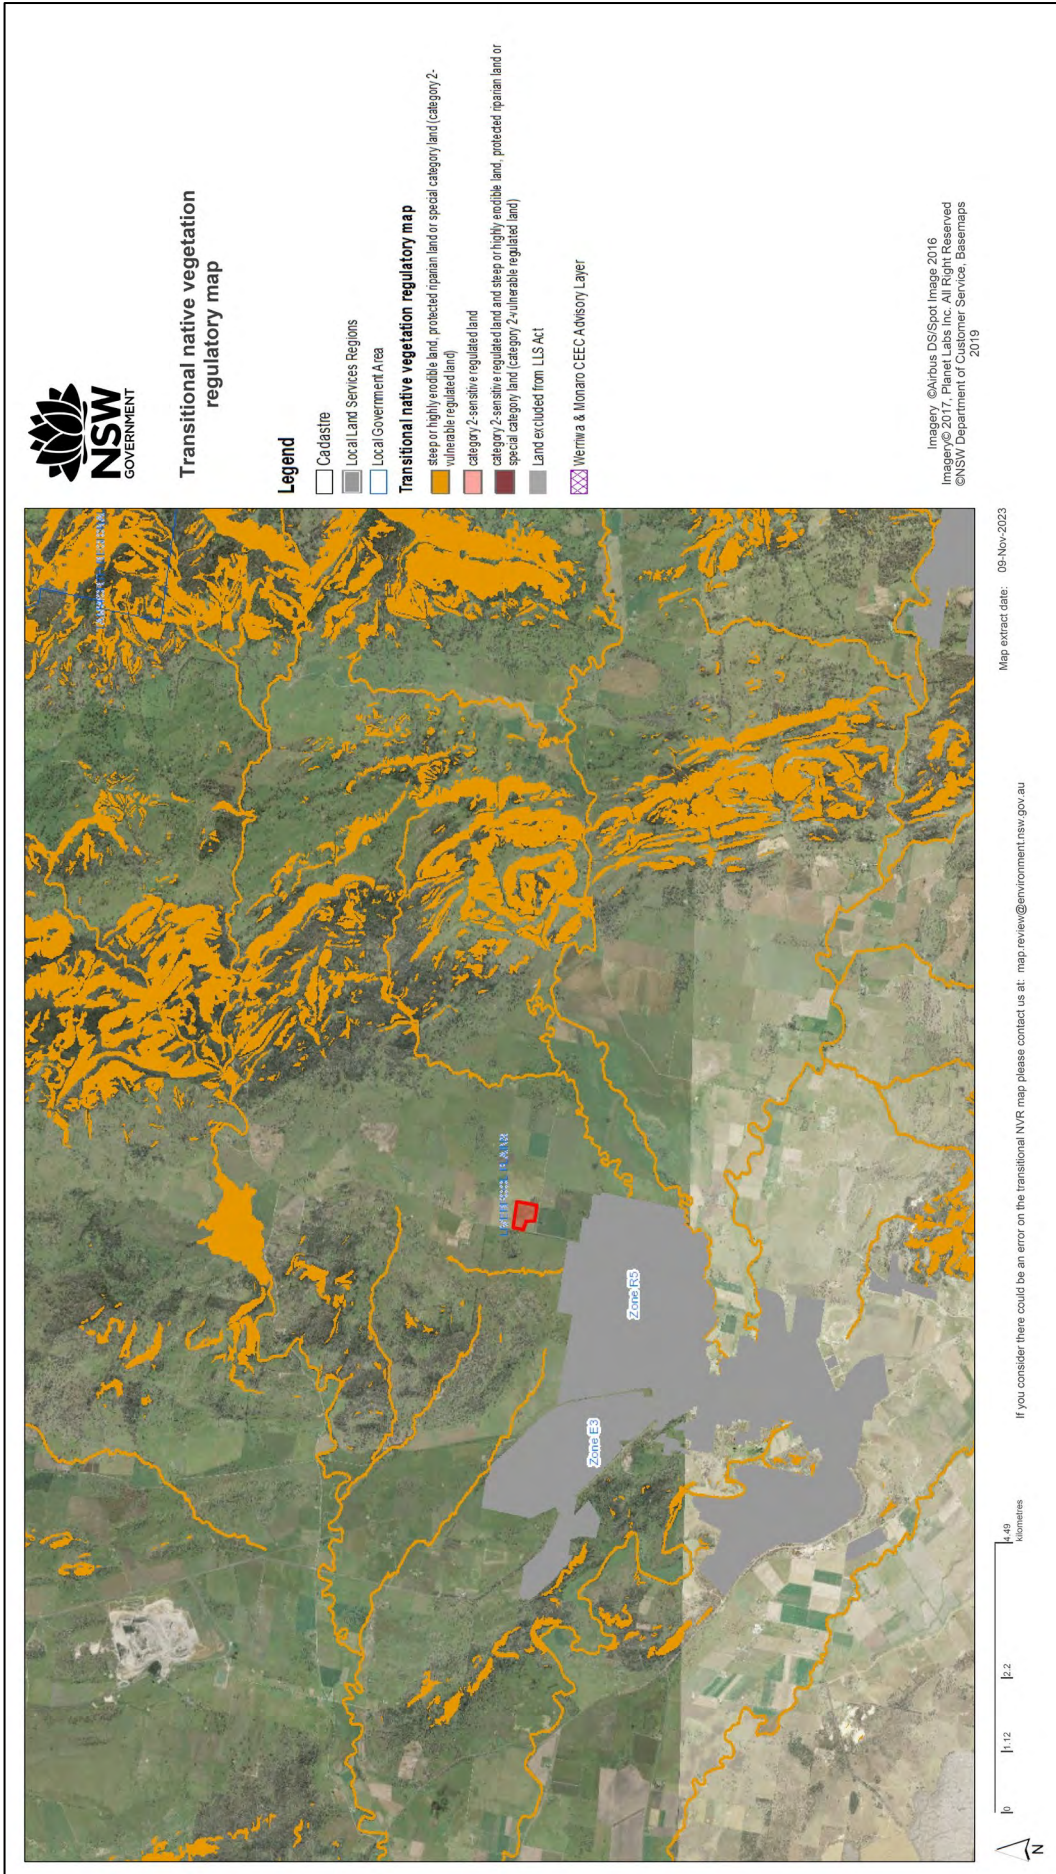 NSW
GOVERNMENT
Transitional native vegetation
regulatory map
Legend
Cadastre
Local Land Services Regions
Local Government Area
Transitional native vegetation regulatory map
steep or highly erodible land, protected riparian land or special category land (category 2-
vulnerable regulated land)
category 2-sensitive regulated land
category 2-sensitive regulated land and steep or highly erodible land, protected riparian land or
special category land (category 2-vulnerable regulated land)
Land excluded from LLS Act
Werriwa & Monaro CEEC Advisory Layer
Imagery ©Airbus DS/Spot Image 2016
Imagery© 2017, Planet Labs Inc. All Right Reserved
©NSW Department of Customer Service, Basemaps
2019
Zone R5
Zone E3
0
1.12
2.2
4.49
kilometres
N
If you consider there could be an error on the transitional NVR map please contact us at: map.review@environment.nsw.gov.au
Map extract date: 09-Nov-2023